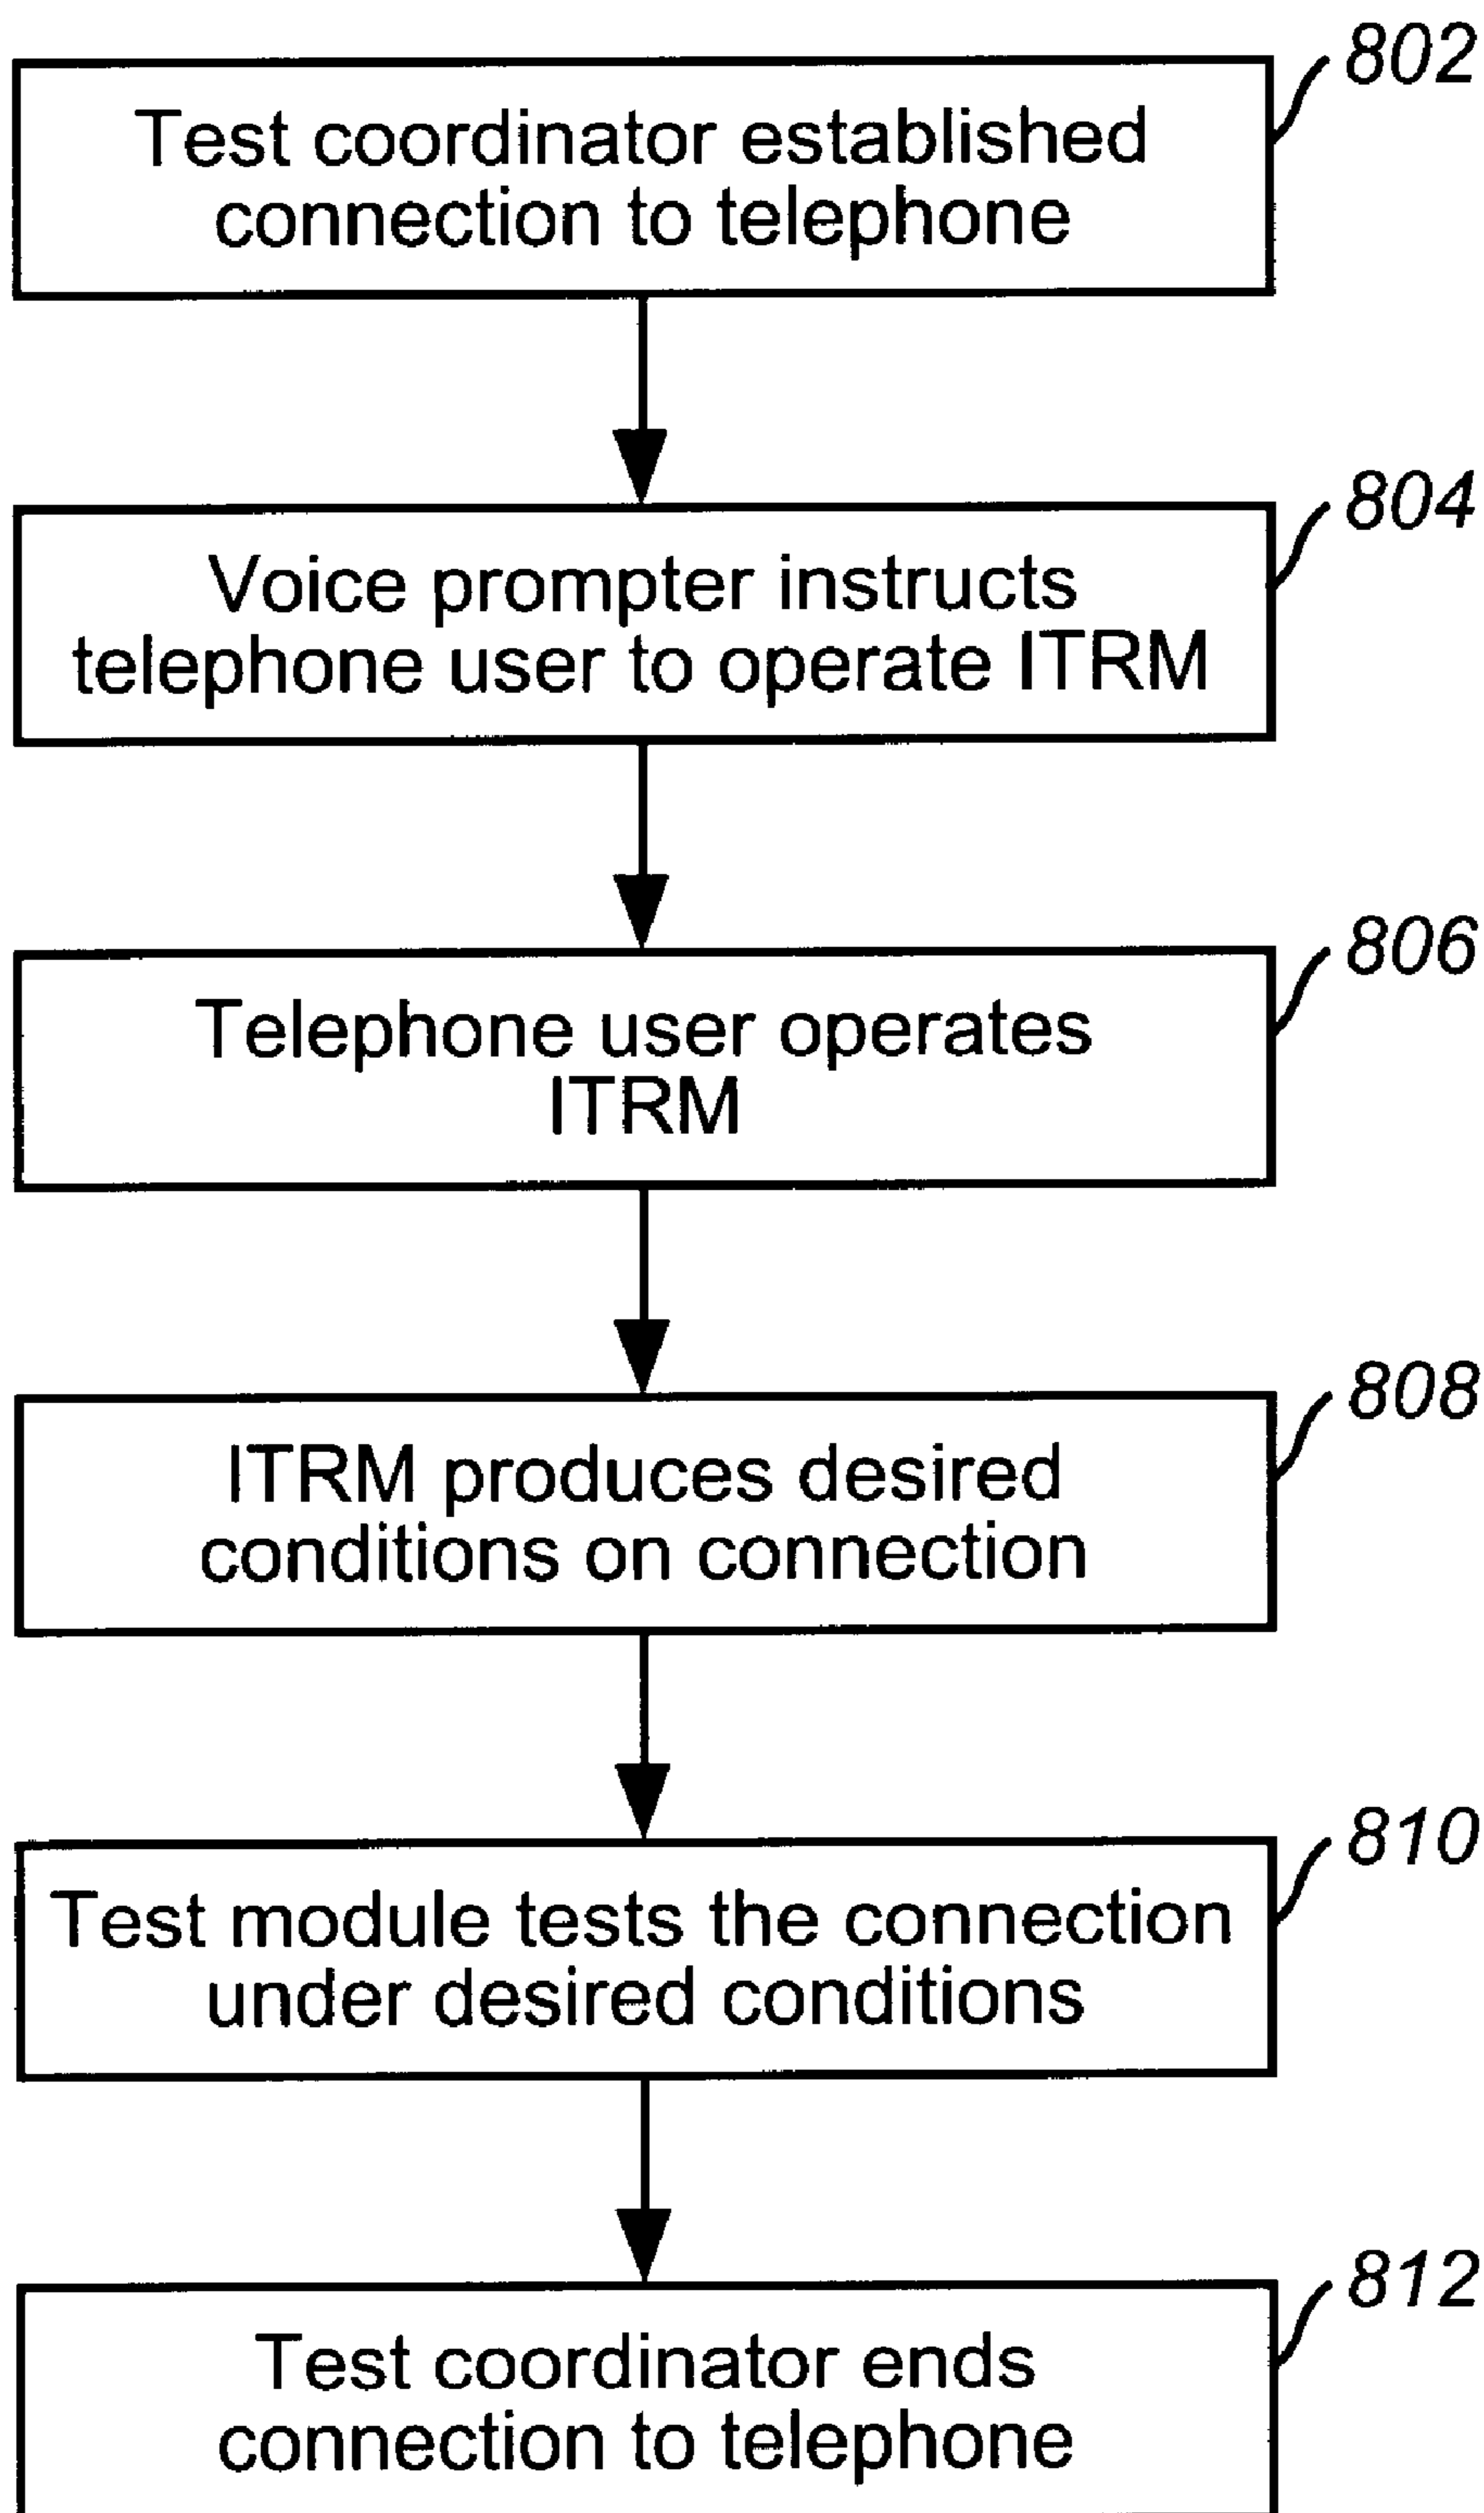 802
Test coordinator established
connection to telephone
804
Voice prompter instructs
telephone user to operate ITRM
806
Telephone user operates
ITRM
808
ITRM produces desired
conditions on connection
810
Test module tests the connection
under desired conditions
812
Test coordinator ends
connection to telephone